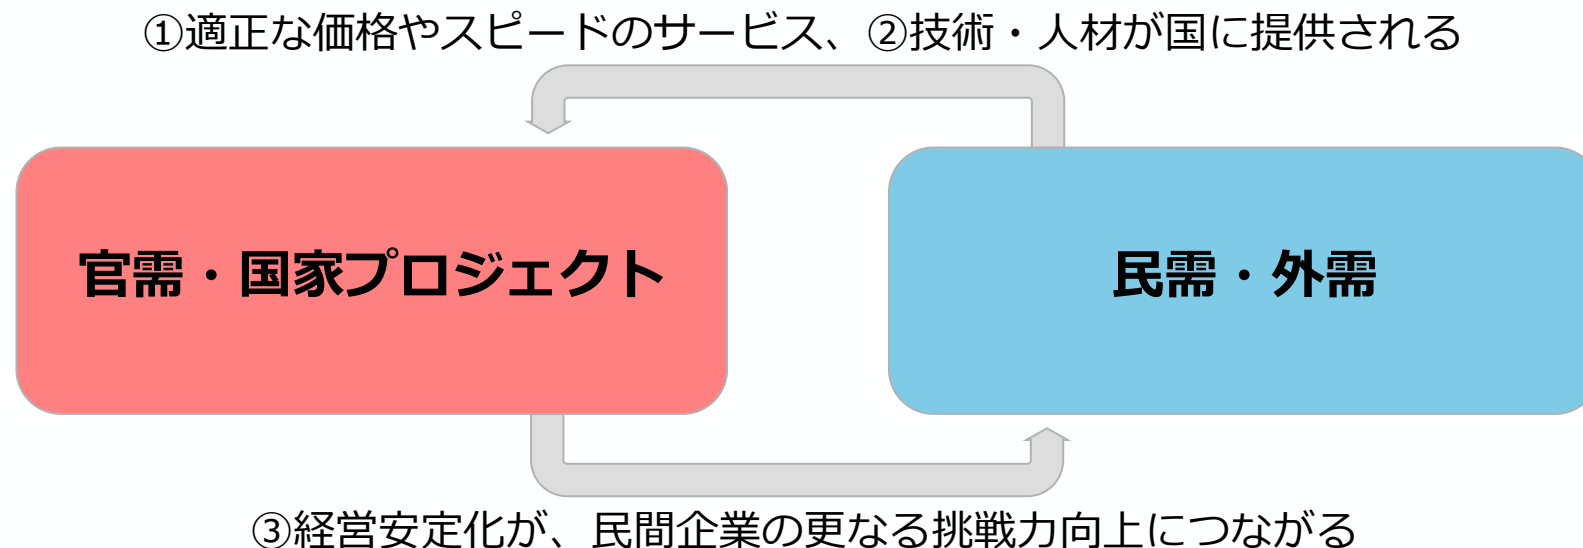 ①適正な価格やスピードのサービス、②技術・人材が国に提供される
官需・国家プロジェクト
民需・外需
③経営安定化が、民間企業の更なる挑戦力向上につながる